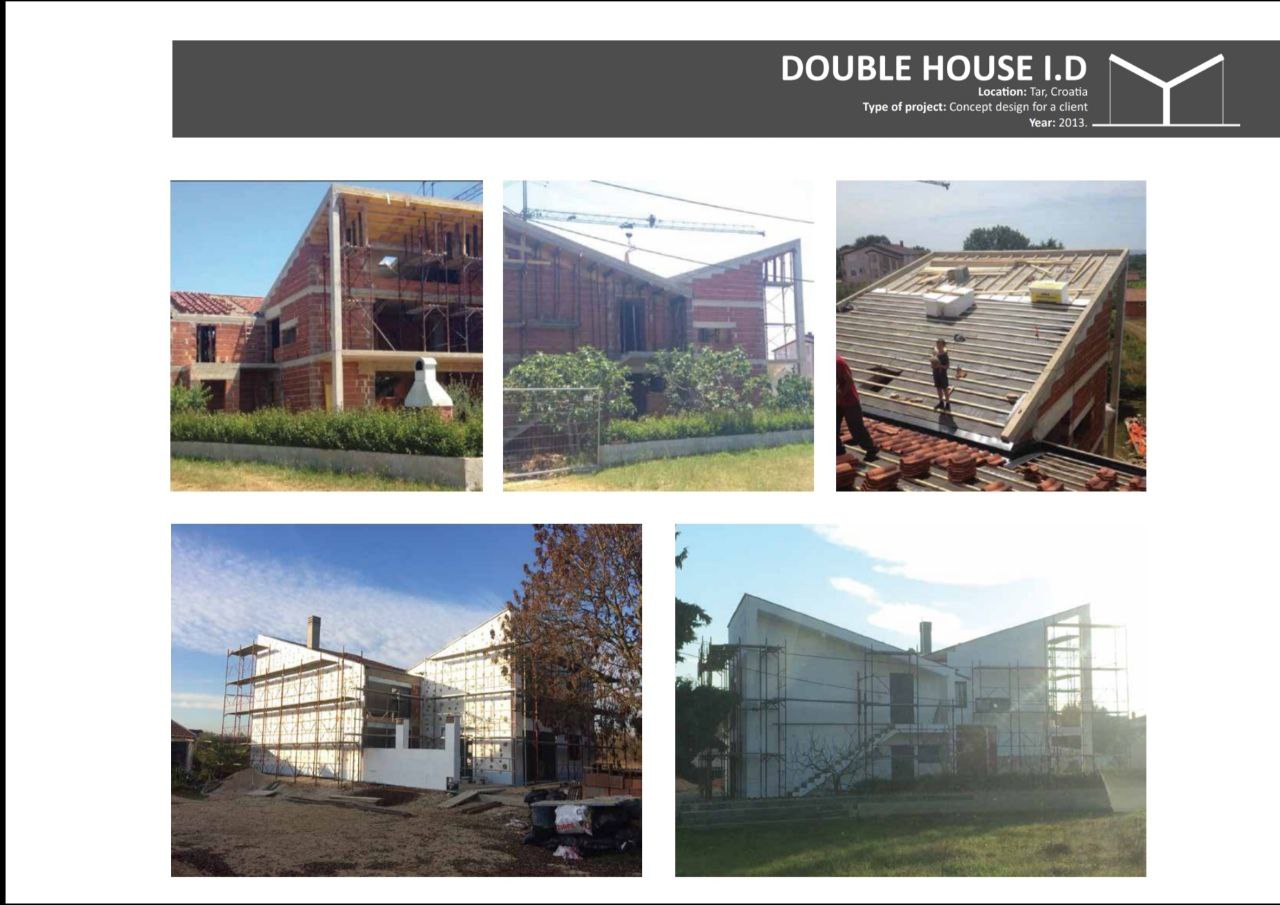 DOUBLE HOUSE I.D
Location: Tar, Croatia
Type of project: Concept design for a client
Year: 2013.